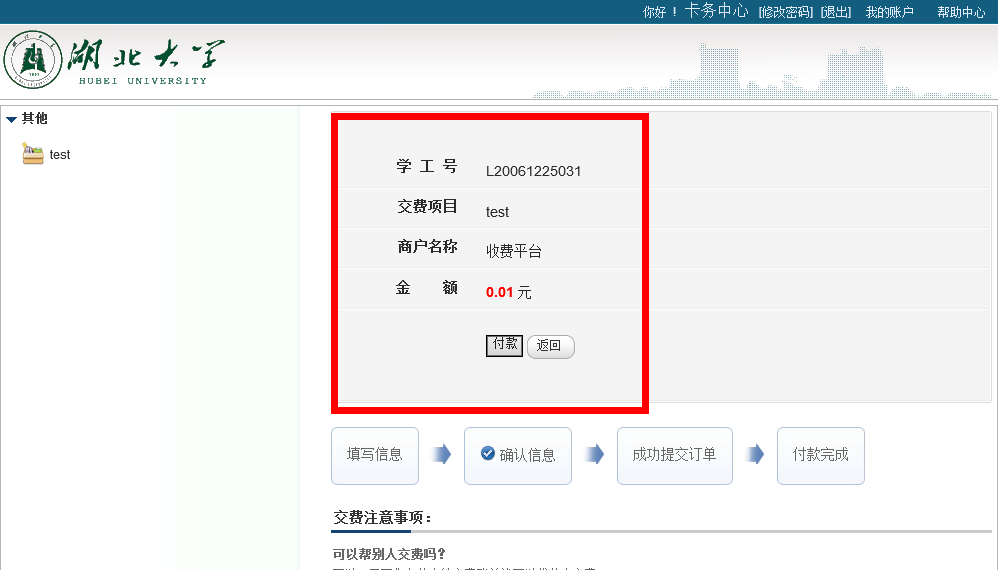 你好！ 卡务中心 [修改密码] [退出] 我的账户 帮助中心
湖北大学
HUBEI UNIVERSITY
其他
test
学 工 号 L20061225031
交费项目 test
商户名称 收费平台
金 额 0.01 元
付款 返回
填写信息 确认信息 成功提交订单 付款完成
交费注意事项：
可以帮别人交费吗？